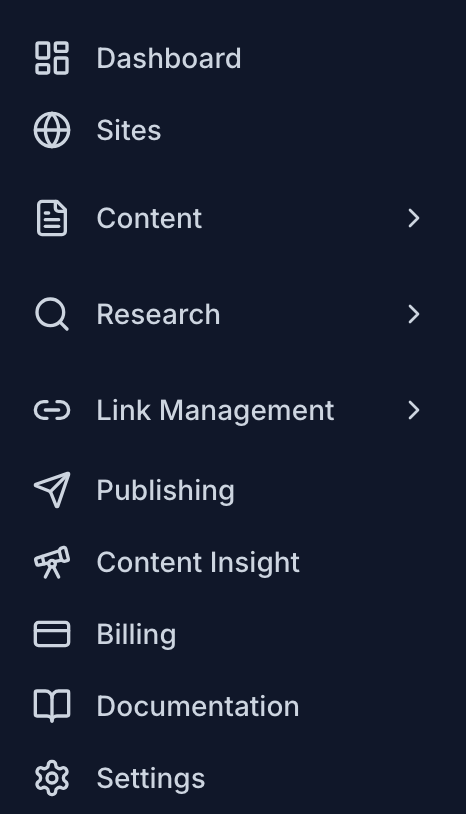 Dashboard
Sites
Content
Research
Link Management
Publishing
Content Insight
Billing
Documentation
Settings